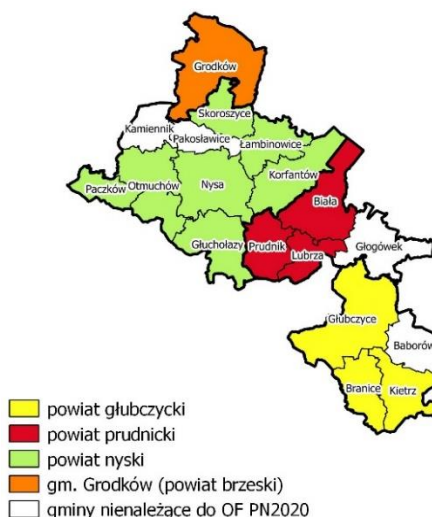 Grodków
Skoroszyce
Kamiennik
Pakosławice
Łambinowice
Paczków
Otmuchów
Nysa
Korfantów
Biała
Głuchołazy
Prudnik
Lubrza
Głogówek
Głubczyce
Baborów
Branice
Kietrz
powiat głubczycki
powiat prudnicki
powiat nyski
gm. Grodków (powiat brzeski)
gminy nienależące do OF PN2020